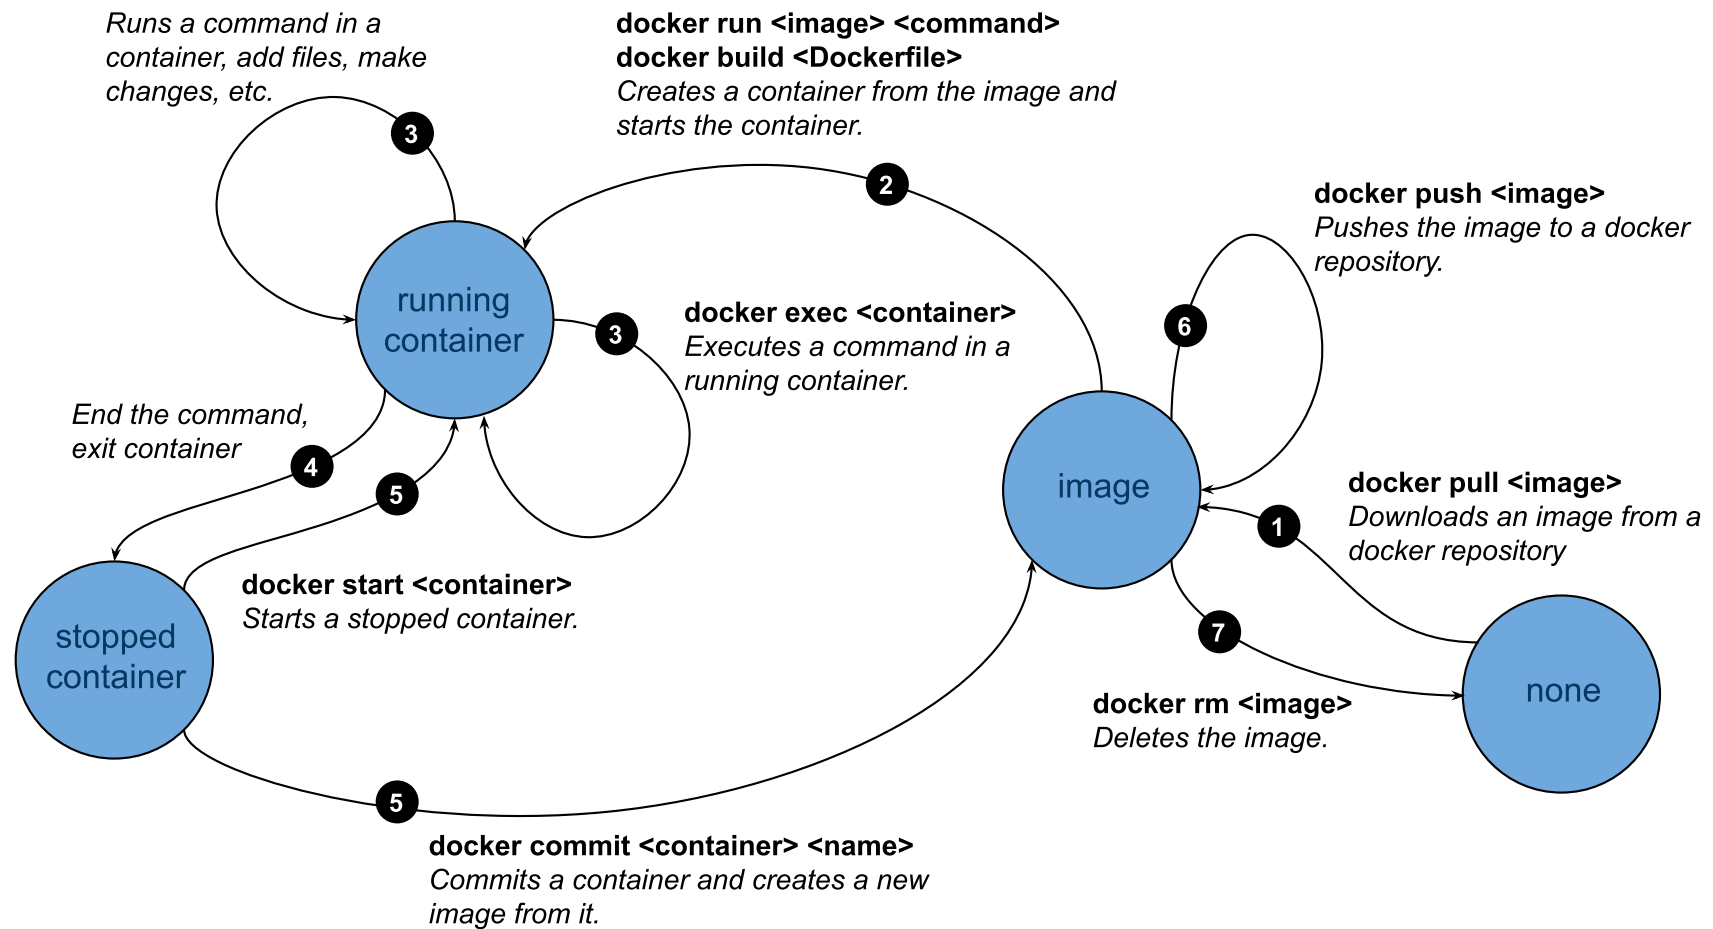 Runs a command in a
container, add files, make
changes, etc.
docker run <image> <command>
docker build <Dockerfile>
Creates a container from the image and
starts the container.
3
2
docker push <image>
Pushes the image to a docker
repository.
running
container
3
docker exec <container>
Executes a command in a
running container.
6
End the command,
exit container
4
5
image
docker pull <image>
Downloads an image from a
docker repository
1
docker start <container>
Starts a stopped container.
stopped
container
7
none
docker rm <image>
Deletes the image.
5
docker commit <container> <name>
Commits a container and creates a new
image from it.